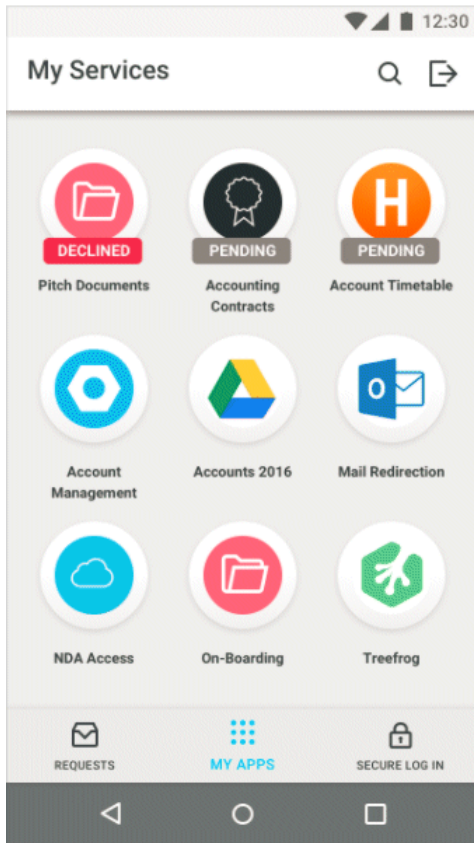 12:30
My Services
DECLINED
PENDING
H
PENDING
Pitch Documents
Accounting
Contracts
Account Timetable
O
Account
Management
Accounts 2016
Mail Redirection
NDA Access
On-Boarding
Treefrog
REQUESTS
MY APPS
SECURE LOG IN